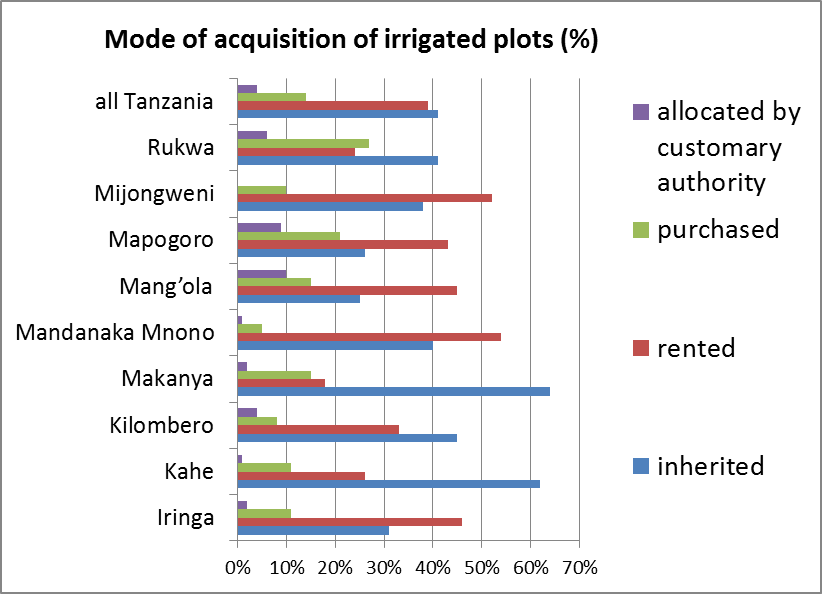 Mode of acquisition of irrigated plots (%)
all Tanzania
Rukwa
Mijongweni
Mapogoro
Mang’ola
Mandanaka Mnono
Makanya
Kilombero
Kahe
Iringa
0% 10% 20% 30% 40% 50% 60% 70%
allocated by
customary
authority
purchased
rented
inherited